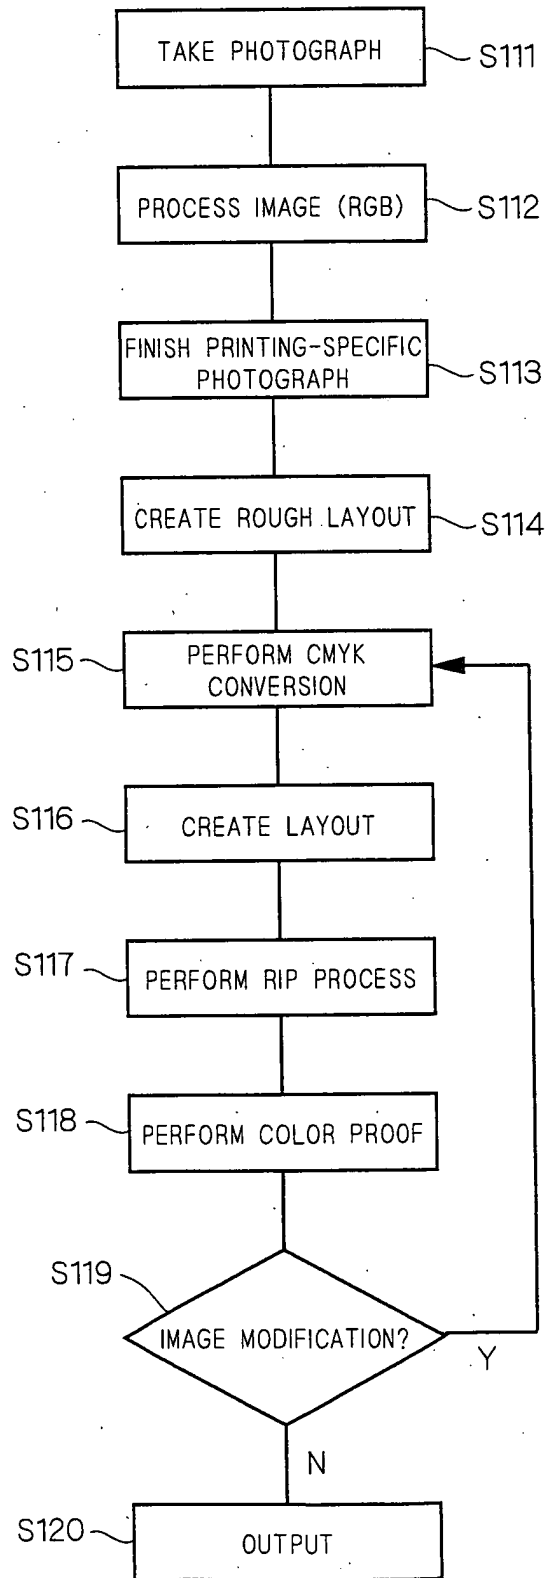 TAKE PHOTOGRAPH
S111
PROCESS IMAGE (RGB)
S112
FINISH PRINTING-SPECIFIC
PHOTOGRAPH
S113
CREATE ROUGH LAYOUT
S114
S115
PERFORM CMYK
CONVERSION
S116
CREATE LAYOUT
S117
PERFORM RIP PROCESS
S118
PERFORM COLOR PROOF
S119
IMAGE MODIFICATION?
Y
N
S120
OUTPUT